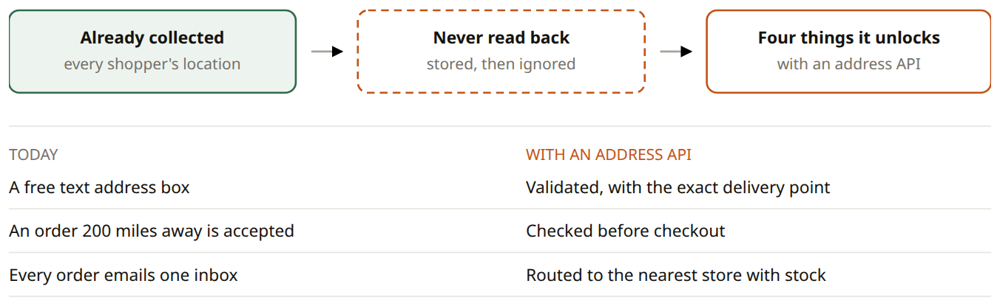 Already collected
every shopper's location
Never read back
stored, then ignored
Four things it unlocks
with an address API
TODAY
WITH AN ADDRESS API
A free text address box
Validated, with the exact delivery point
An order 200 miles away is accepted
Checked before checkout
Every order emails one inbox
Routed to the nearest store with stock